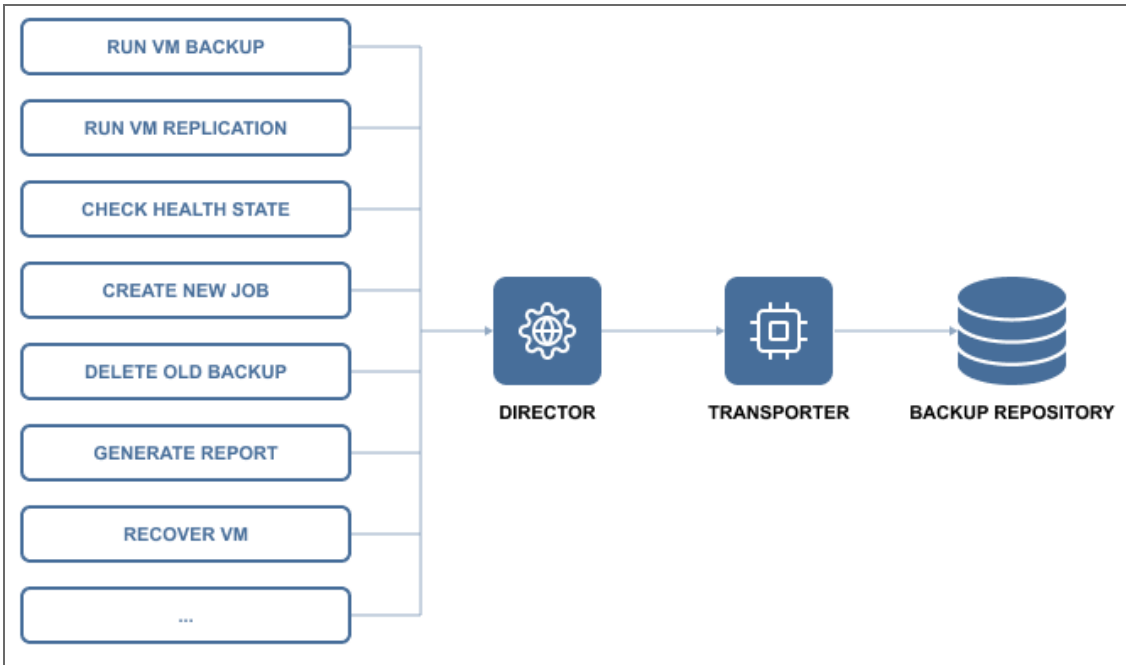 RUN VM BACKUP
RUN VM REPLICATION
CHECK HEALTH STATE
CREATE NEW JOB
DELETE OLD BACKUP
GENERATE REPORT
RECOVER VM
...
DIRECTOR
TRANSPORTER
BACKUP REPOSITORY